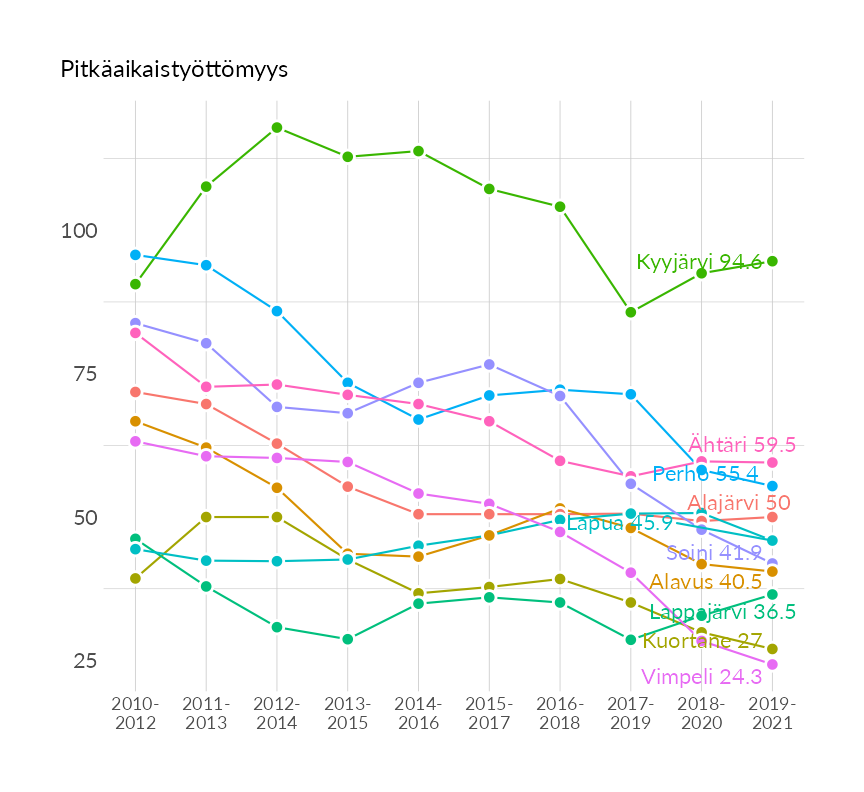 Pitkäaikaistyöttömyys
100
75
50
25
Kyyjärvi 94.6
Ähtäri 59.5
Perho 55.4
Alajärvi 50
Lapua 45.9
Soini 41.9
Alavus 40.5
Lappajärvi 36.5
Kuortane 27
Vimpeli 24.3
2010-
2012
2011-
2013
2012-
2014
2013-
2015
2014-
2016
2015-
2017
2016-
2018
2017-
2019
2018-
2020
2019-
2021